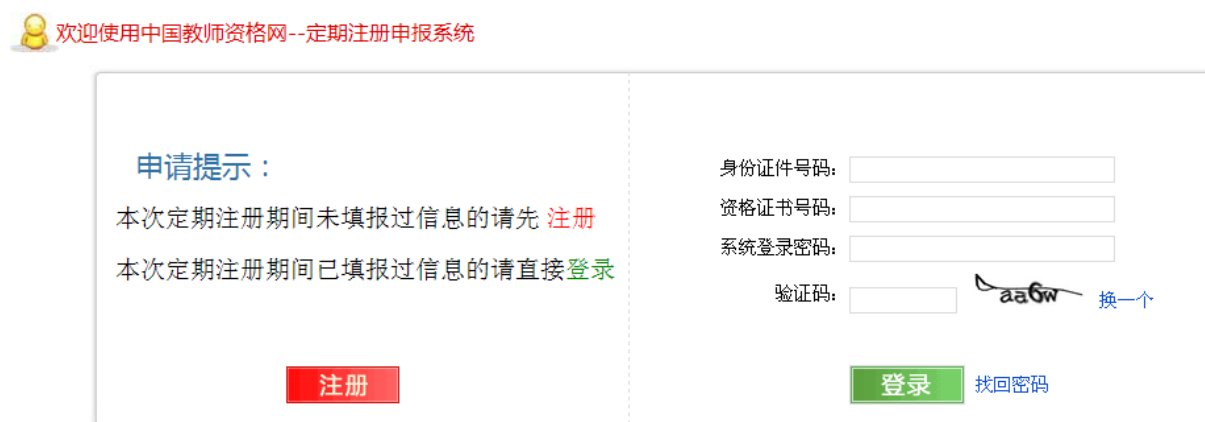 欢迎使用中国教师资格网--定期注册申报系统
申请提示：
本次定期注册期间未填报过信息的请先 注册
本次定期注册期间已填报过信息的请直接登录
注册
身份证件号码：
资格证书号码：
系统登录密码：
验证码： aa6w 换一个
登录 找回密码